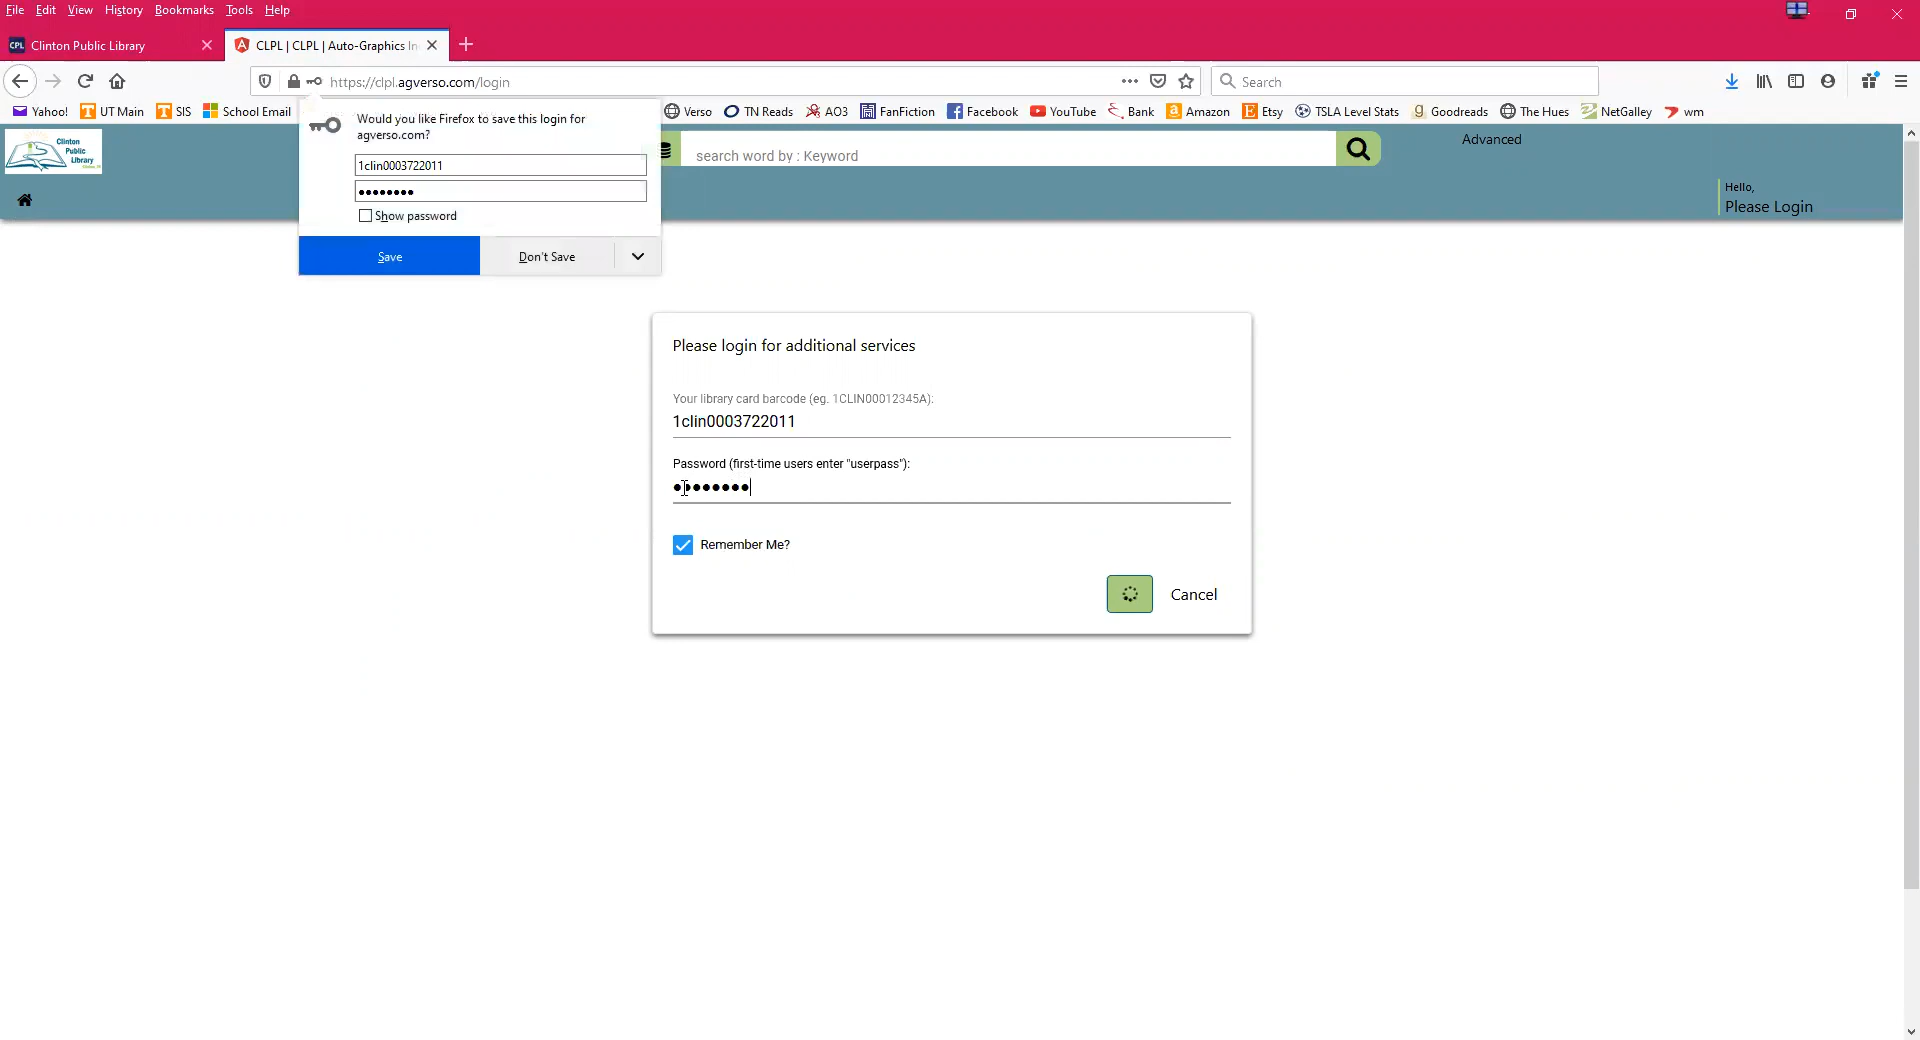 File Edit View History Bookmarks Tools Help
CPL Clinton Public Library
CLPL | CLPL | Auto-Graphics In
https://clpl.agverso.com/login
Search
Yahoo! UT Main SIS School Email Verso TN Reads AO3 FanFiction Facebook YouTube Bank Amazon Etsy TSLA Level Stats Goodreads The Hues NetGalley wm
Would you like Firefox to save this login for
agverso.com?
1clin0003722011
Show password
Save Don't Save
Clinton
Public
Library
search word by : Keyword
Advanced
Hello,
Please Login
Please login for additional services
Your library card barcode (eg. 1CLIN00012345A):
1clin0003722011
Password (first-time users enter "userpass"):
Remember Me?
Cancel